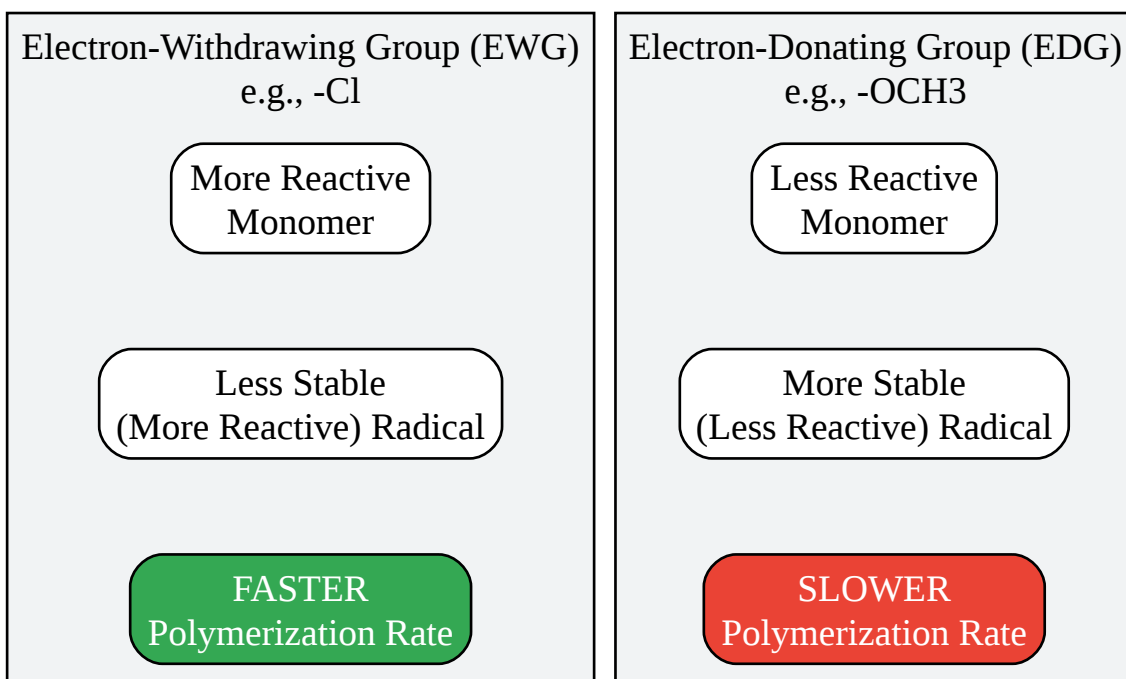 Electron-Withdrawing Group (EWG)
e.g., -Cl
More Reactive
Monomer
Less Stable
(More Reactive) Radical
FASTER
Polymerization Rate
Electron-Donating Group (EDG)
e.g., -OCH3
Less Reactive
Monomer
More Stable
(Less Reactive) Radical
SLOWER
Polymerization Rate